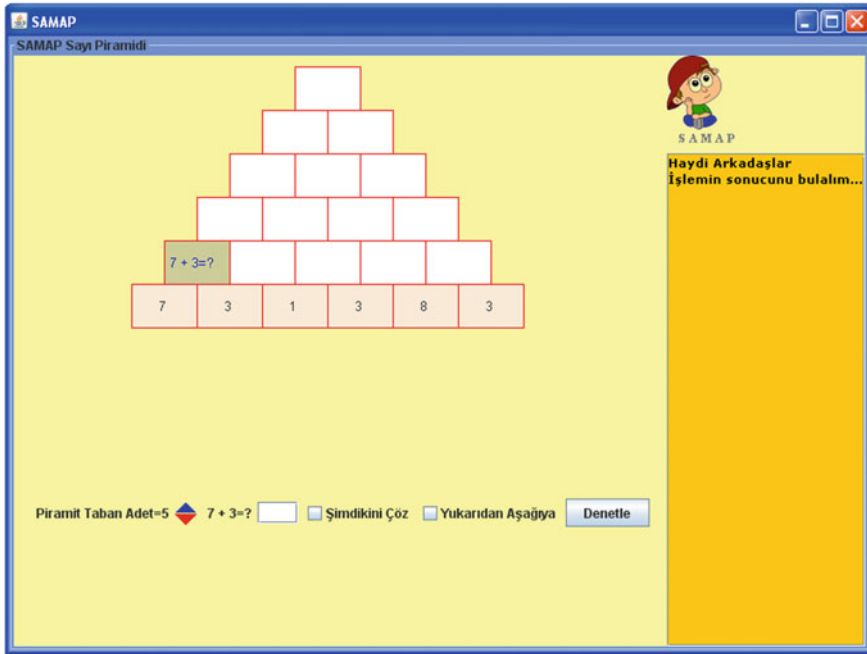 SAMAP
SAMAP Sayı Piramidi
SAMAP
Haydi Arkadaşlar
İşlemin sonucunu bulalım...
7 + 3=?
7 3 1 3 8 3
Piramit Taban Adet=5 7 + 3=? Şimdikini Çöz Yukarıdan Aşağıya Denetle